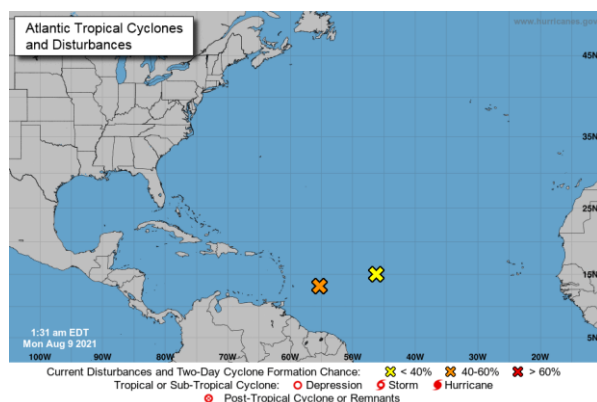 Atlantic Tropical Cyclones
and Disturbances
www.hurricanes.gov
45N
35N
25N
15N
5N
1:31 am EDT
Mon Aug 9 2021
100W 90W 80W 70W 60W 50W 40W 30W 20W
Current Disturbances and Two-Day Cyclone Formation Chance: < 40% 40-60% > 60%
Tropical or Sub-Tropical Cyclone: Depression Storm Hurricane
Post-Tropical Cyclone or Remnants